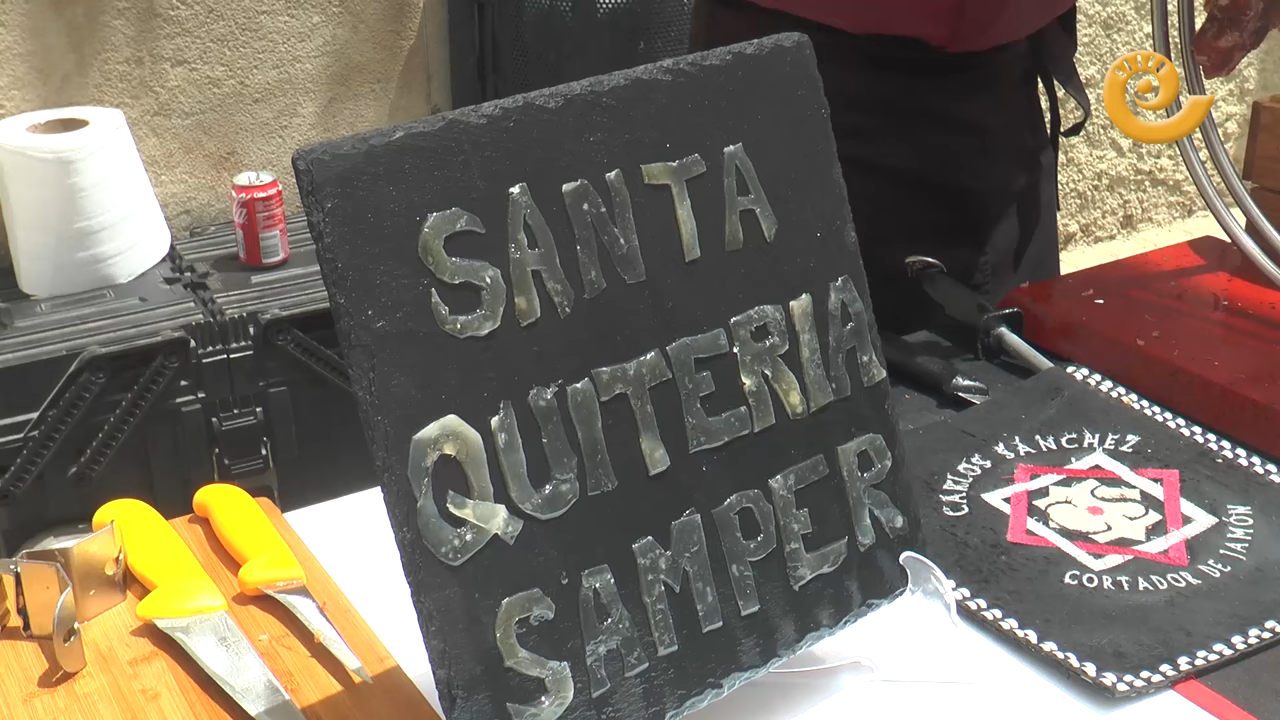 SANTA
QUITERIA
SAMPER
CARLOS SÁNCHEZ
CORTADOR DE JAMÓN